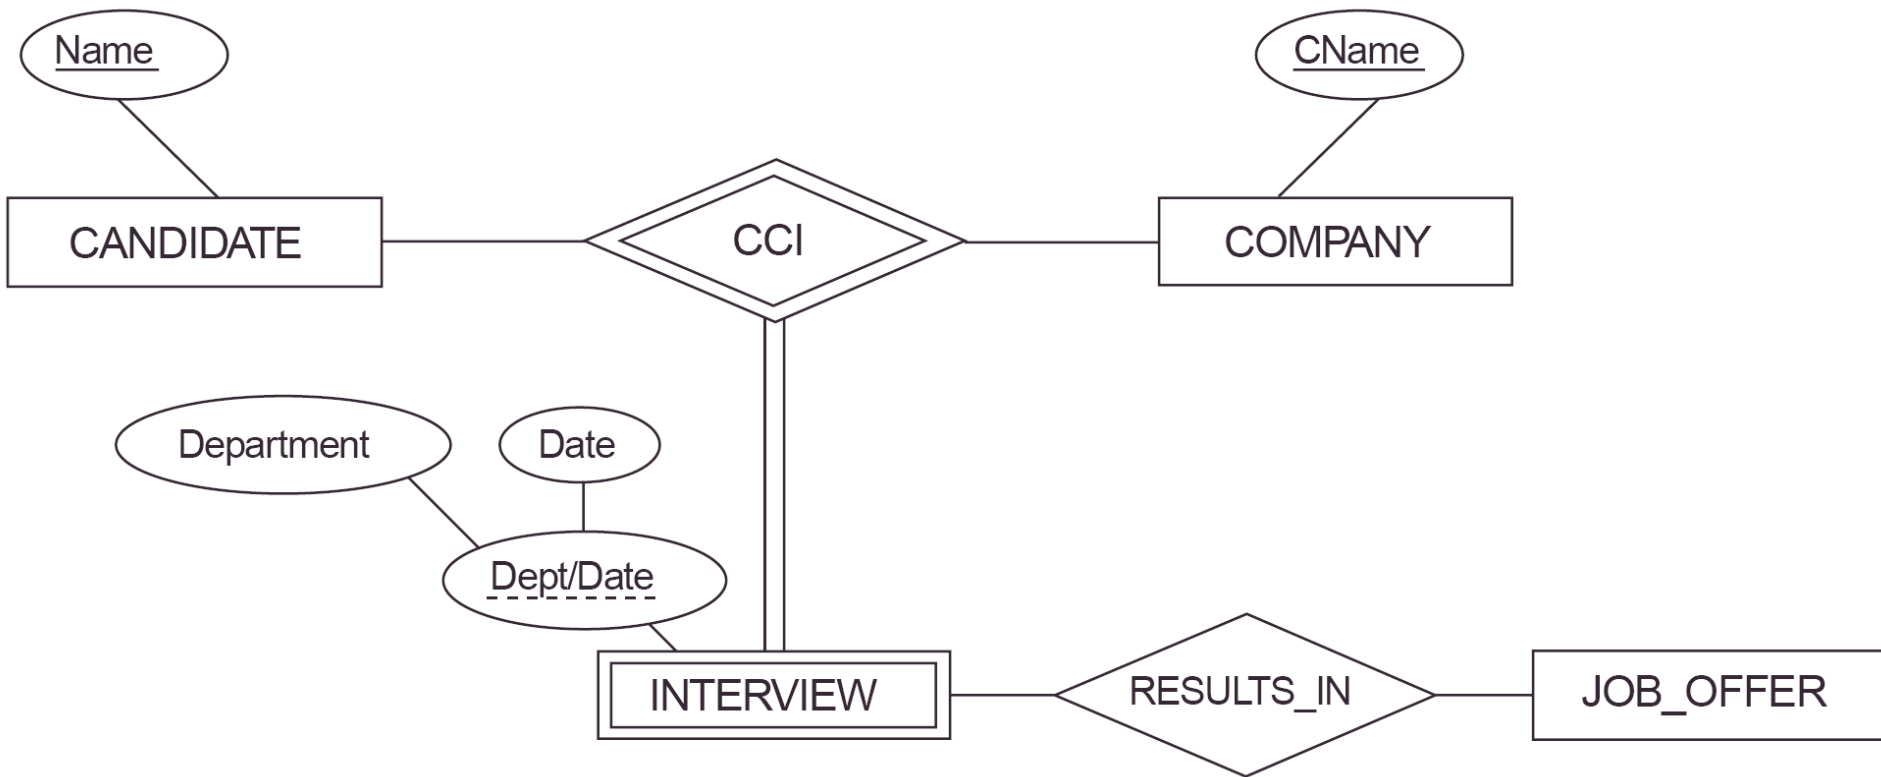 Name
CName
CANDIDATE
CCI
COMPANY
Department
Date
Dept/Date
INTERVIEW
RESULTS_IN
JOB_OFFER